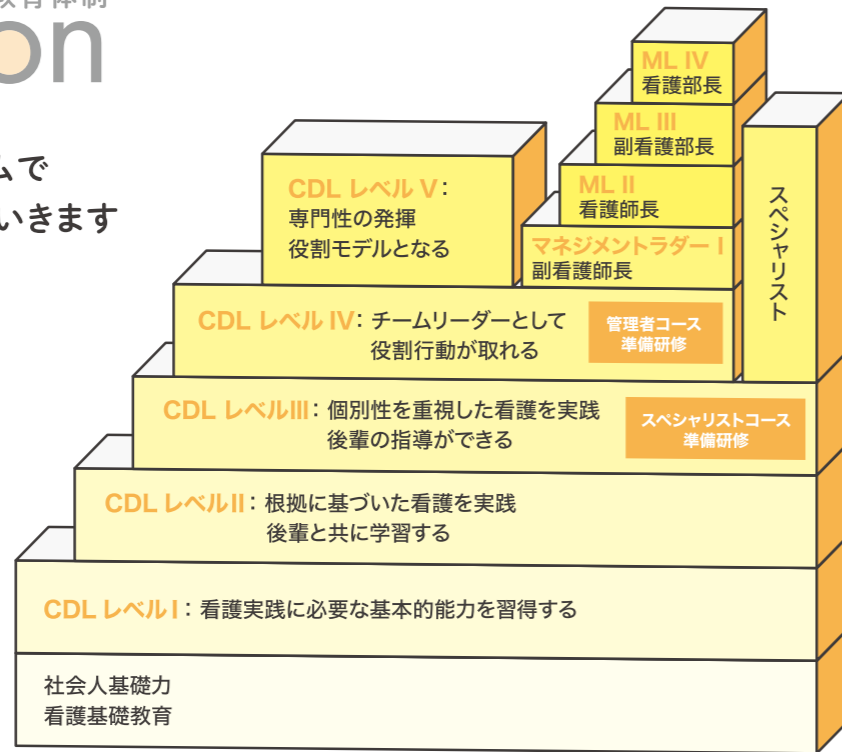 教育体制
on
ムで
いきます
ML IV
看護部長
ML III
副看護部長
ML II
看護師長
マネジメントラダー I
副看護師長
スペシャリスト
CDL レベル V：
専門性の発揮
役割モデルとなる
CDL レベル IV：チームリーダーとして
役割行動が取れる
管理者コース
準備研修
CDL レベルIII：個別性を重視した看護を実践
後輩の指導ができる
スペシャリストコース
準備研修
CDL レベルII：根拠に基づいた看護を実践
後輩と共に学習する
CDL レベル I：看護実践に必要な基本的能力を習得する
社会人基礎力
看護基礎教育